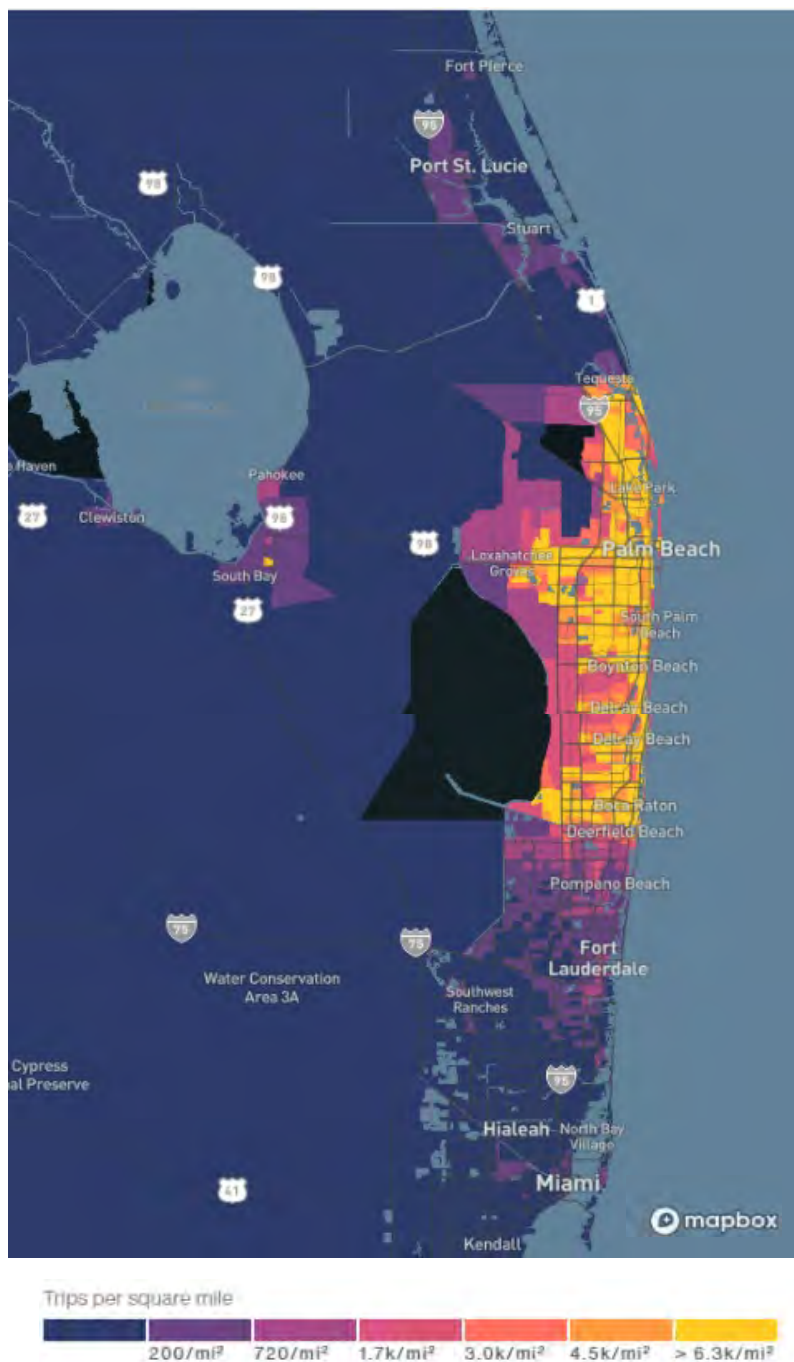 Fort Pierce
95
98
Port St. Lucie
Stuart
98
1
Tequesta
95
Haven
Pahokee
Lake Park
27
Clewiston
98
98
Loxahatchee
Groves
Palm Beach
South Bay
27
South Palm
Beach
Boynton Beach
Delray Beach
Delray Beach
Boca Raton
Deerfield Beach
Pompano Beach
75
75
Fort
Lauderdale
Water Conservation
Area 3A
Southwest
Ranches
Cypress
al Preserve
95
Hialeah
North Bay
Village
41
Miami
mapbox
Kendall
Trips per square mile
200/mi² 720/mi² 1.7k/mi² 3.0k/mi² 4.5k/mi² > 6.3k/mi²